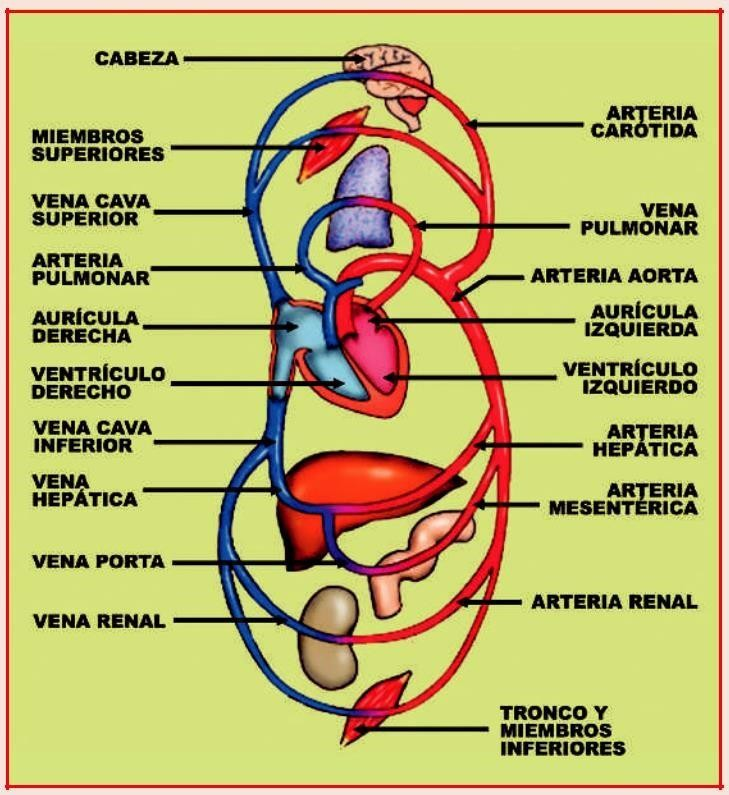 CABEZA
MIEMBROS
SUPERIORES
VENA CAVA
SUPERIOR
ARTERIA
PULMONAR
AURÍCULA
DERECHA
VENTRÍCULO
DERECHO
VENA CAVA
INFERIOR
VENA
HEPÁTICA
VENA PORTA
VENA RENAL
ARTERIA
CARÓTIDA
VENA
PULMONAR
ARTERIA AORTA
AURÍCULA
IZQUIERDA
VENTRÍCULO
IZQUIERDO
ARTERIA
HEPÁTICA
ARTERIA
MESENTÉRICA
ARTERIA RENAL
TRONCO Y
MIEMBROS
INFERIORES